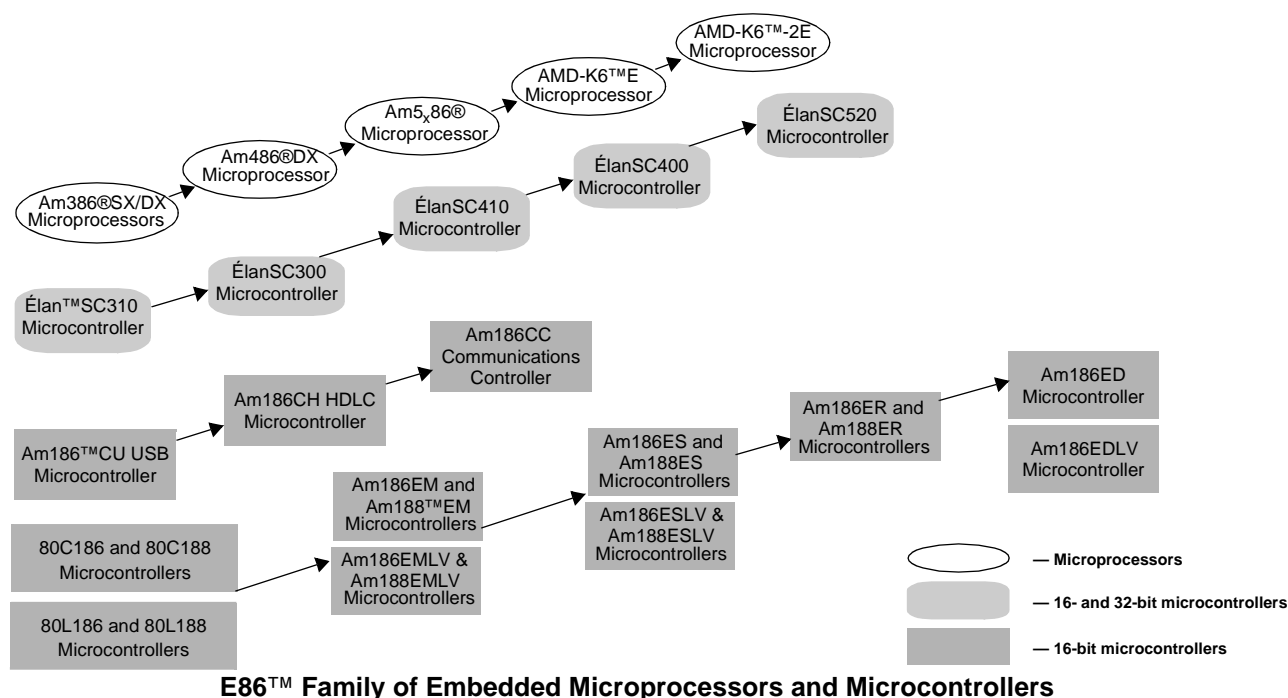 AMD-K6™-2E
Microprocessor
AMD-K6™E
Microprocessor
Am5x86®
Microprocessor
Am486®DX
Microprocessor
Am386®SX/DX
Microprocessors
ÉlanSC520
Microcontroller
ÉlanSC400
Microcontroller
ÉlanSC410
Microcontroller
ÉlanSC300
Microcontroller
Élan™SC310
Microcontroller
Am186CC
Communications
Controller
Am186CH HDLC
Microcontroller
Am186™CU USB
Microcontroller
Am186ED
Microcontroller
Am186EDLV
Microcontroller
Am186ER and
Am188ER
Microcontrollers
Am186ES and
Am188ES
Microcontrollers
Am186ESLV &
Am188ESLV
Microcontrollers
Am186EM and
Am188™EM
Microcontrollers
Am186EMLV &
Am188EMLV
Microcontrollers
80C186 and 80C188
Microcontrollers
80L186 and 80L188
Microcontrollers
— Microprocessors
— 16- and 32-bit microcontrollers
— 16-bit microcontrollers
E86™ Family of Embedded Microprocessors and Microcontrollers